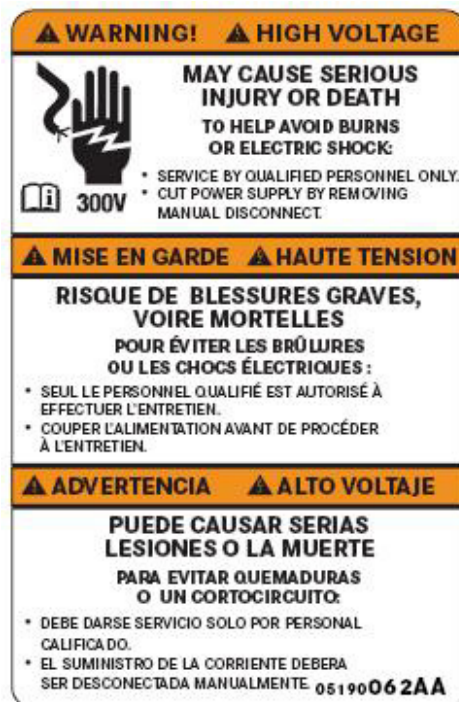 WARNING! HIGH VOLTAGE
MAY CAUSE SERIOUS
INJURY OR DEATH
TO HELP AVOID BURNS
OR ELECTRIC SHOCK:
• SERVICE BY QUALIFIED PERSONNEL ONLY.
• CUT POWER SUPPLY BY REMOVING
MANUAL DISCONNECT.
300V
MISE EN GARDE HAUTE TENSION
RISQUE DE BLESSURES GRAVES,
VOIRE MORTELLES
POUR ÉVITER LES BRÛLURES
OU LES CHOCS ÉLECTRIQUES :
• SEUL LE PERSONNEL QUALIFIÉ EST AUTORISÉ À
EFFECTUER L'ENTRETIEN.
• COUPER L'ALIMENTATION AVANT DE PROCÉDER
À L'ENTRETIEN.
ADVERTENCIA ALTO VOLTAJE
PUEDE CAUSAR SERIAS
LESIONES O LA MUERTE
PARA EVITAR QUEMADURAS
O UN CORTOCIRCUITO:
• DEBE DARSE SERVICIO SOLO POR PERSONAL
CALIFICADO.
• EL SUMINISTRO DE LA CORRIENTE DEBERA
SER DESCONECTADA MANUALMENTE. 05190062AA